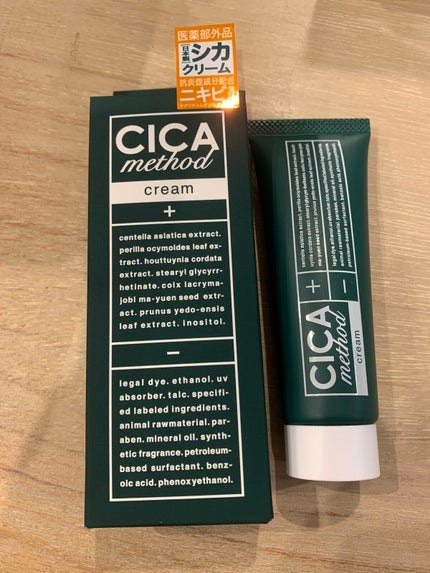 医薬部外品
日本製
シカ
クリーム
抗炎症成分配合
ニキビ
CICA
method
cream
+
centella asiatica extract.
perilla ocymoides leaf ex-
tract. houttuynia cordata
extract. stearyl glycyrr-
hetinate. coix lacryma-
jobi ma-yuen seed extr-
act. prunus yedo-ensis
leaf extract. inositol.
−
legal dye. ethanol. uv
absorber. talc. specifi-
ed labeled ingredients.
animal rawmaterial. par-
aben. mineral oil. synth-
etic fragrance. petroleum-
based surfactant. benz-
oic acid. phenoxyethanol.
CICA
method
cream
+
−